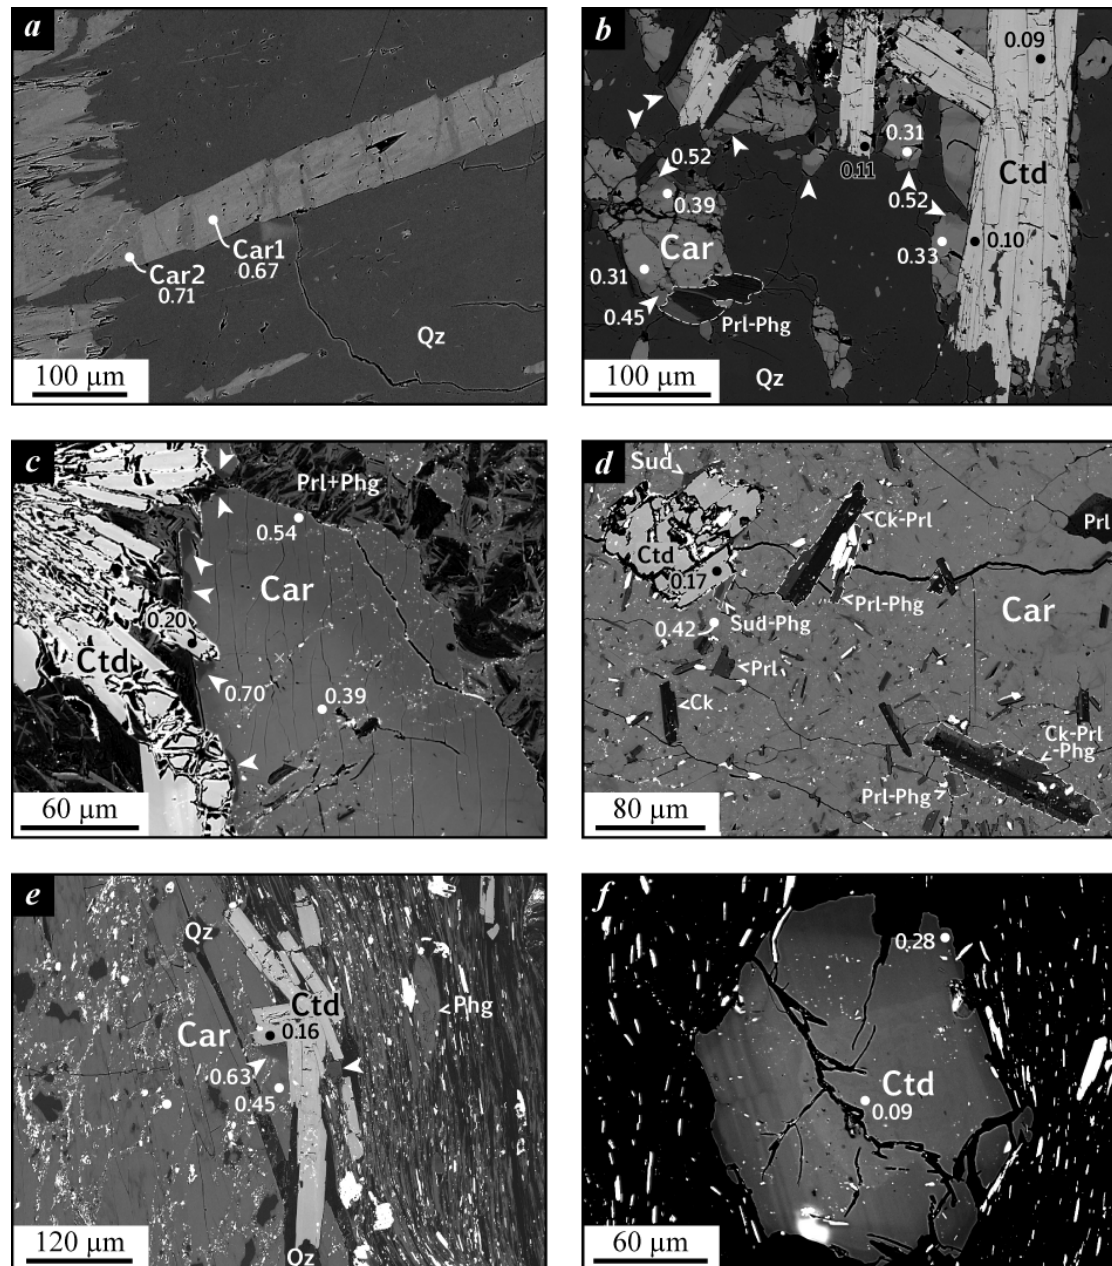 a
Car1
0.67
Car2
0.71
Qz
100 µm
b
0.09
0.31
0.52
0.11
0.39
0.52
Ctd
Car
0.33
0.10
0.31
0.45
Prl-Phg
Qz
100 µm
c
Prl+Phg
0.54
Car
0.20
Ctd
0.70
0.39
60 µm
d
Sud
Ck-Prl
Prl
Ctd
0.17
Prl-Phg
Car
0.42
Sud-Phg
Prl
Ck
Ck-Prl
-Phg
Prl-Phg
80 µm
e
Qz
Ctd
Phg
Car
0.16
0.63
0.45
Qz
120 µm
f
0.28
Ctd
0.09
60 µm